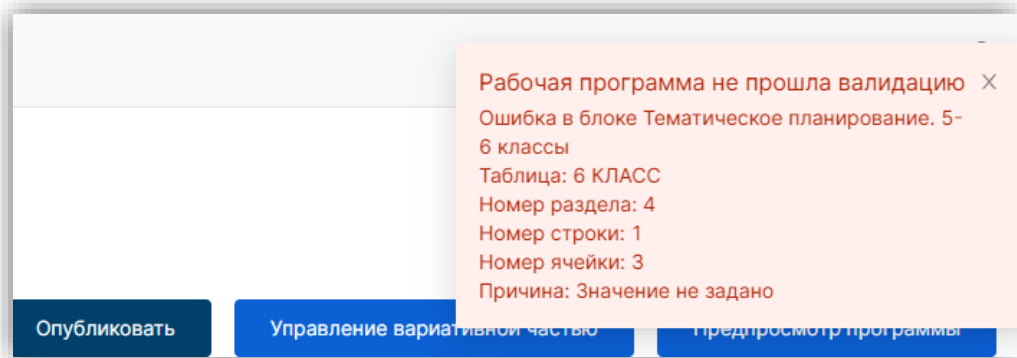 Рабочая программа не прошла валидацию
Ошибка в блоке Тематическое планирование. 5-
6 классы
Таблица: 6 КЛАСС
Номер раздела: 4
Номер строки: 1
Номер ячейки: 3
Причина: Значение не задано
Опубликовать
Управление вариативной частью
Предпросмотр программы